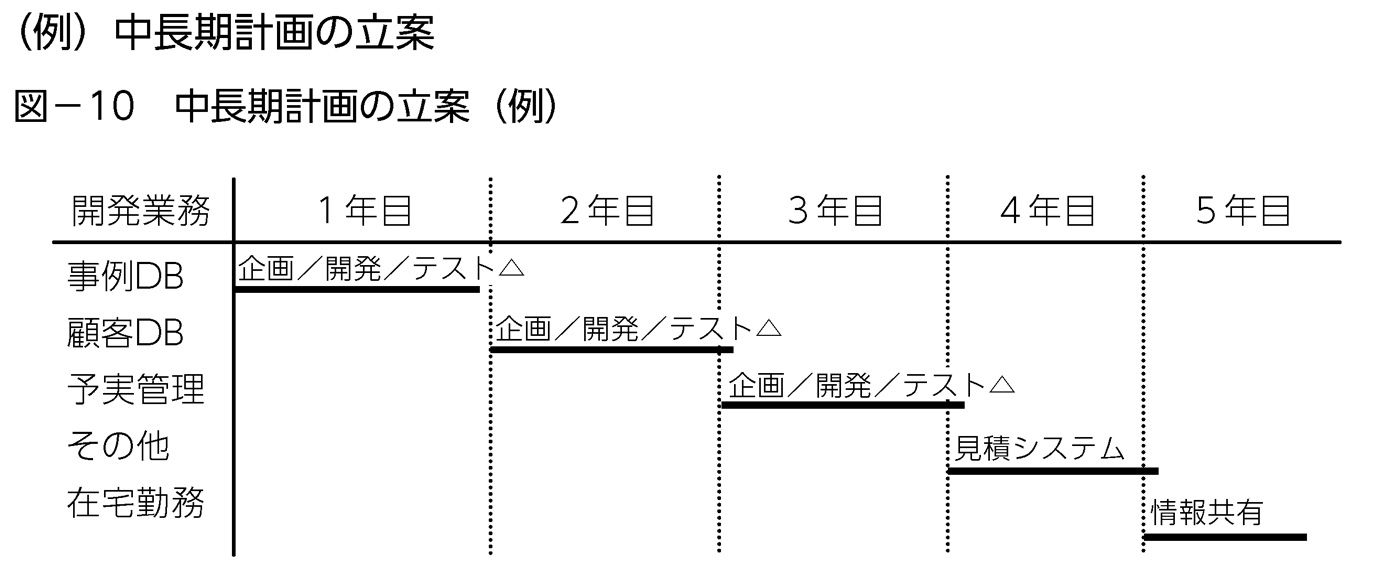 （例）中長期計画の立案
図－10　中長期計画の立案（例）
開発業務　1年目　2年目　3年目　4年目　5年目
事例DB　企画／開発／テスト△
顧客DB　企画／開発／テスト△
予実管理　企画／開発／テスト△
その他　見積システム
在宅勤務　情報共有